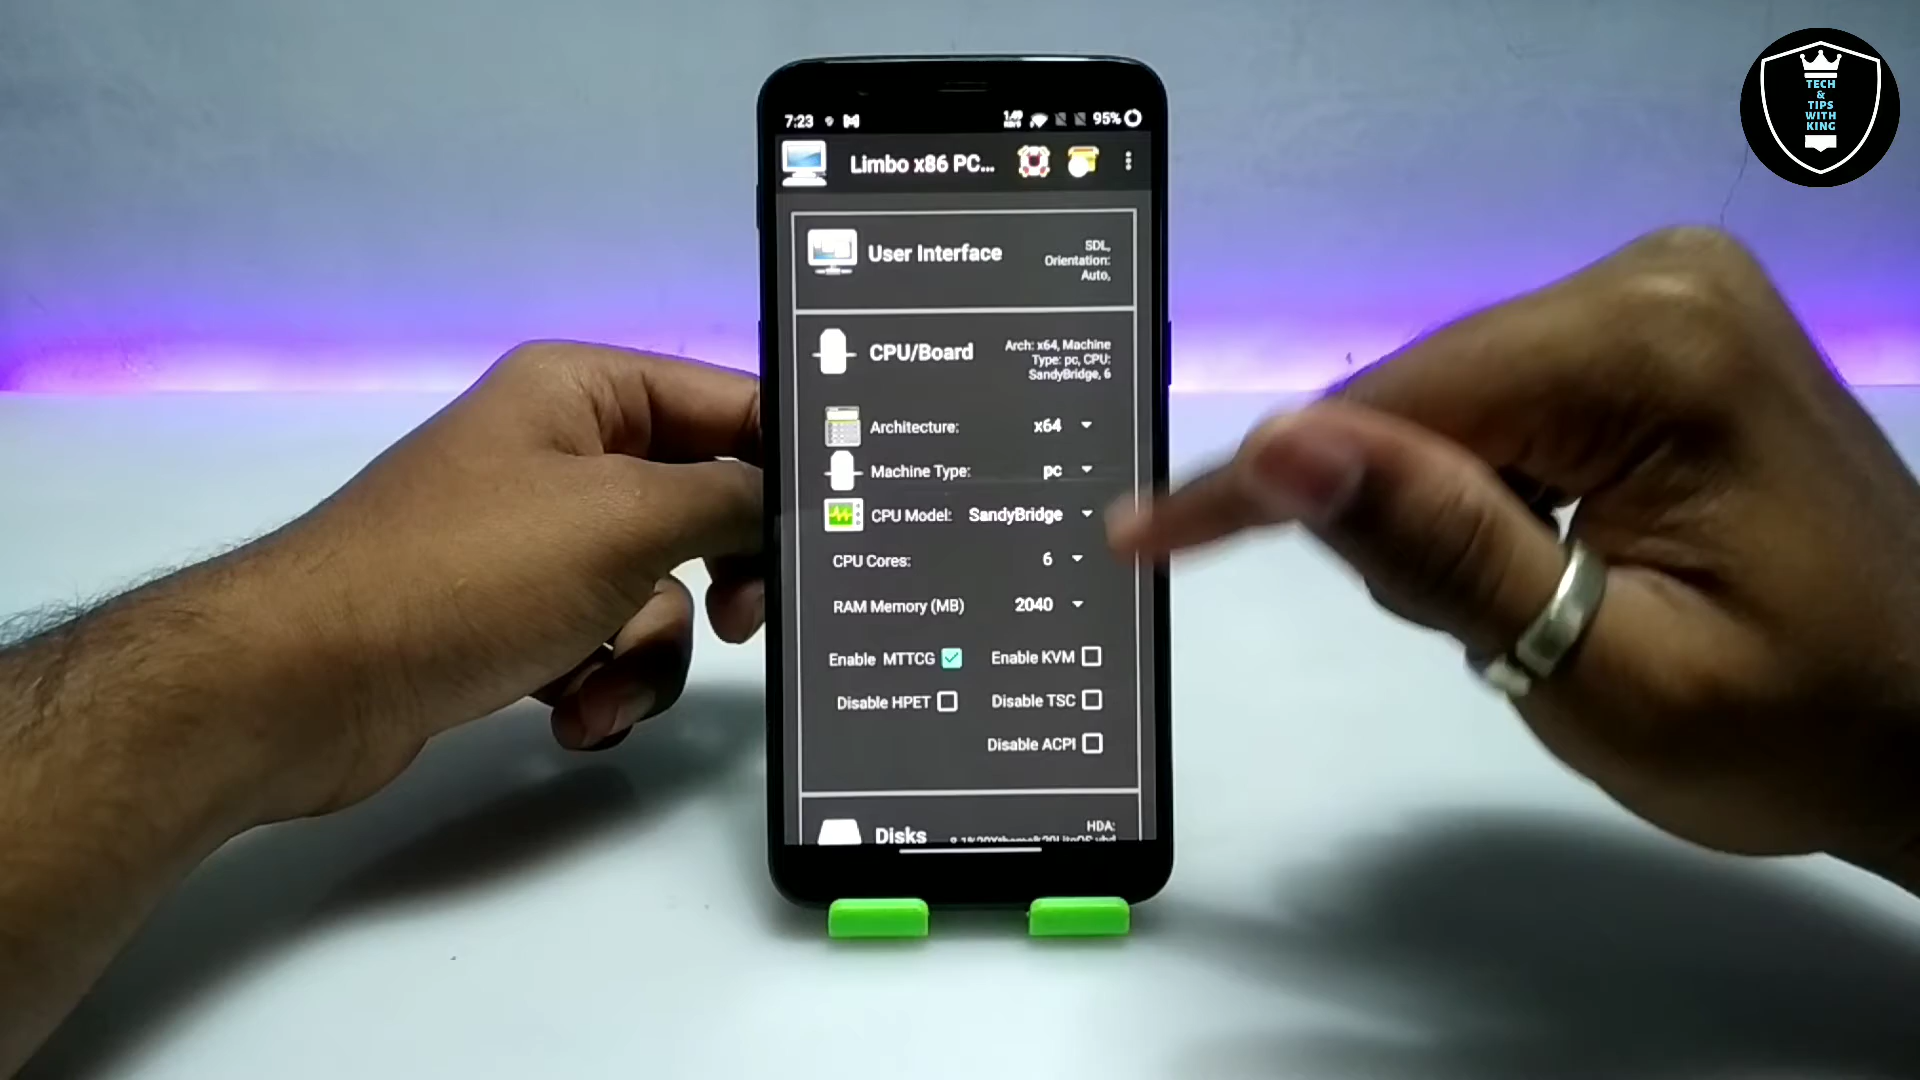 TECH
&
TIPS
WITH
KING
7:23
95%
Limbo x86 PC...
User Interface
SDL,
Orientation:
Auto,
CPU/Board
Arch: x64, Machine
Type: pc, CPU:
SandyBridge, 6
Architecture: x64
Machine Type: pc
CPU Model: SandyBridge
CPU Cores: 6
RAM Memory (MB) 2040
Enable MTTCG Enable KVM
Disable HPET Disable TSC
Disable ACPI
Disks
HDA: